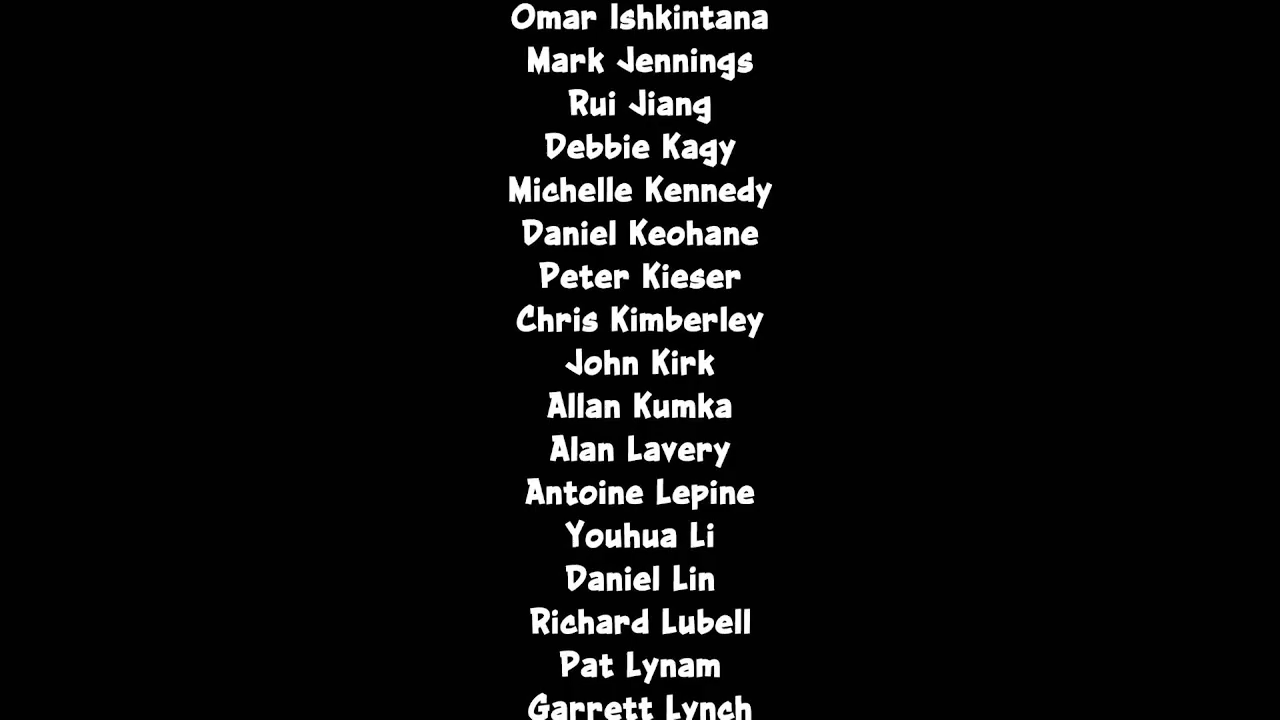 Omar Ishkintana
Mark Jennings
Rui Jiang
Debbie Kagy
Michelle Kennedy
Daniel Keohane
Peter Kieser
Chris Kimberley
John Kirk
Allan Kumka
Alan Lavery
Antoine Lepine
Youhua Li
Daniel Lin
Richard Lubell
Pat Lynam
Garrett Lynch